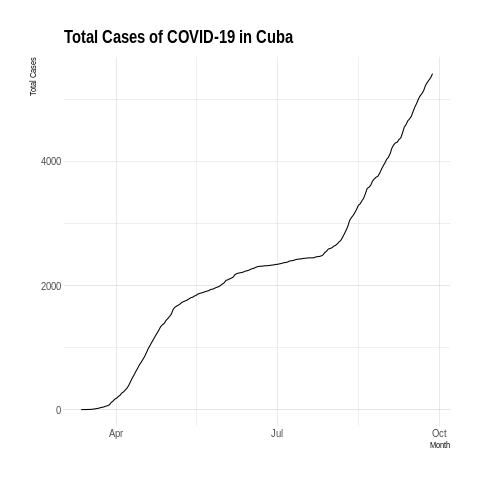 Total Cases of COVID-19 in Cuba
Total Cases
4000
2000
0
Apr Jul Oct
Month